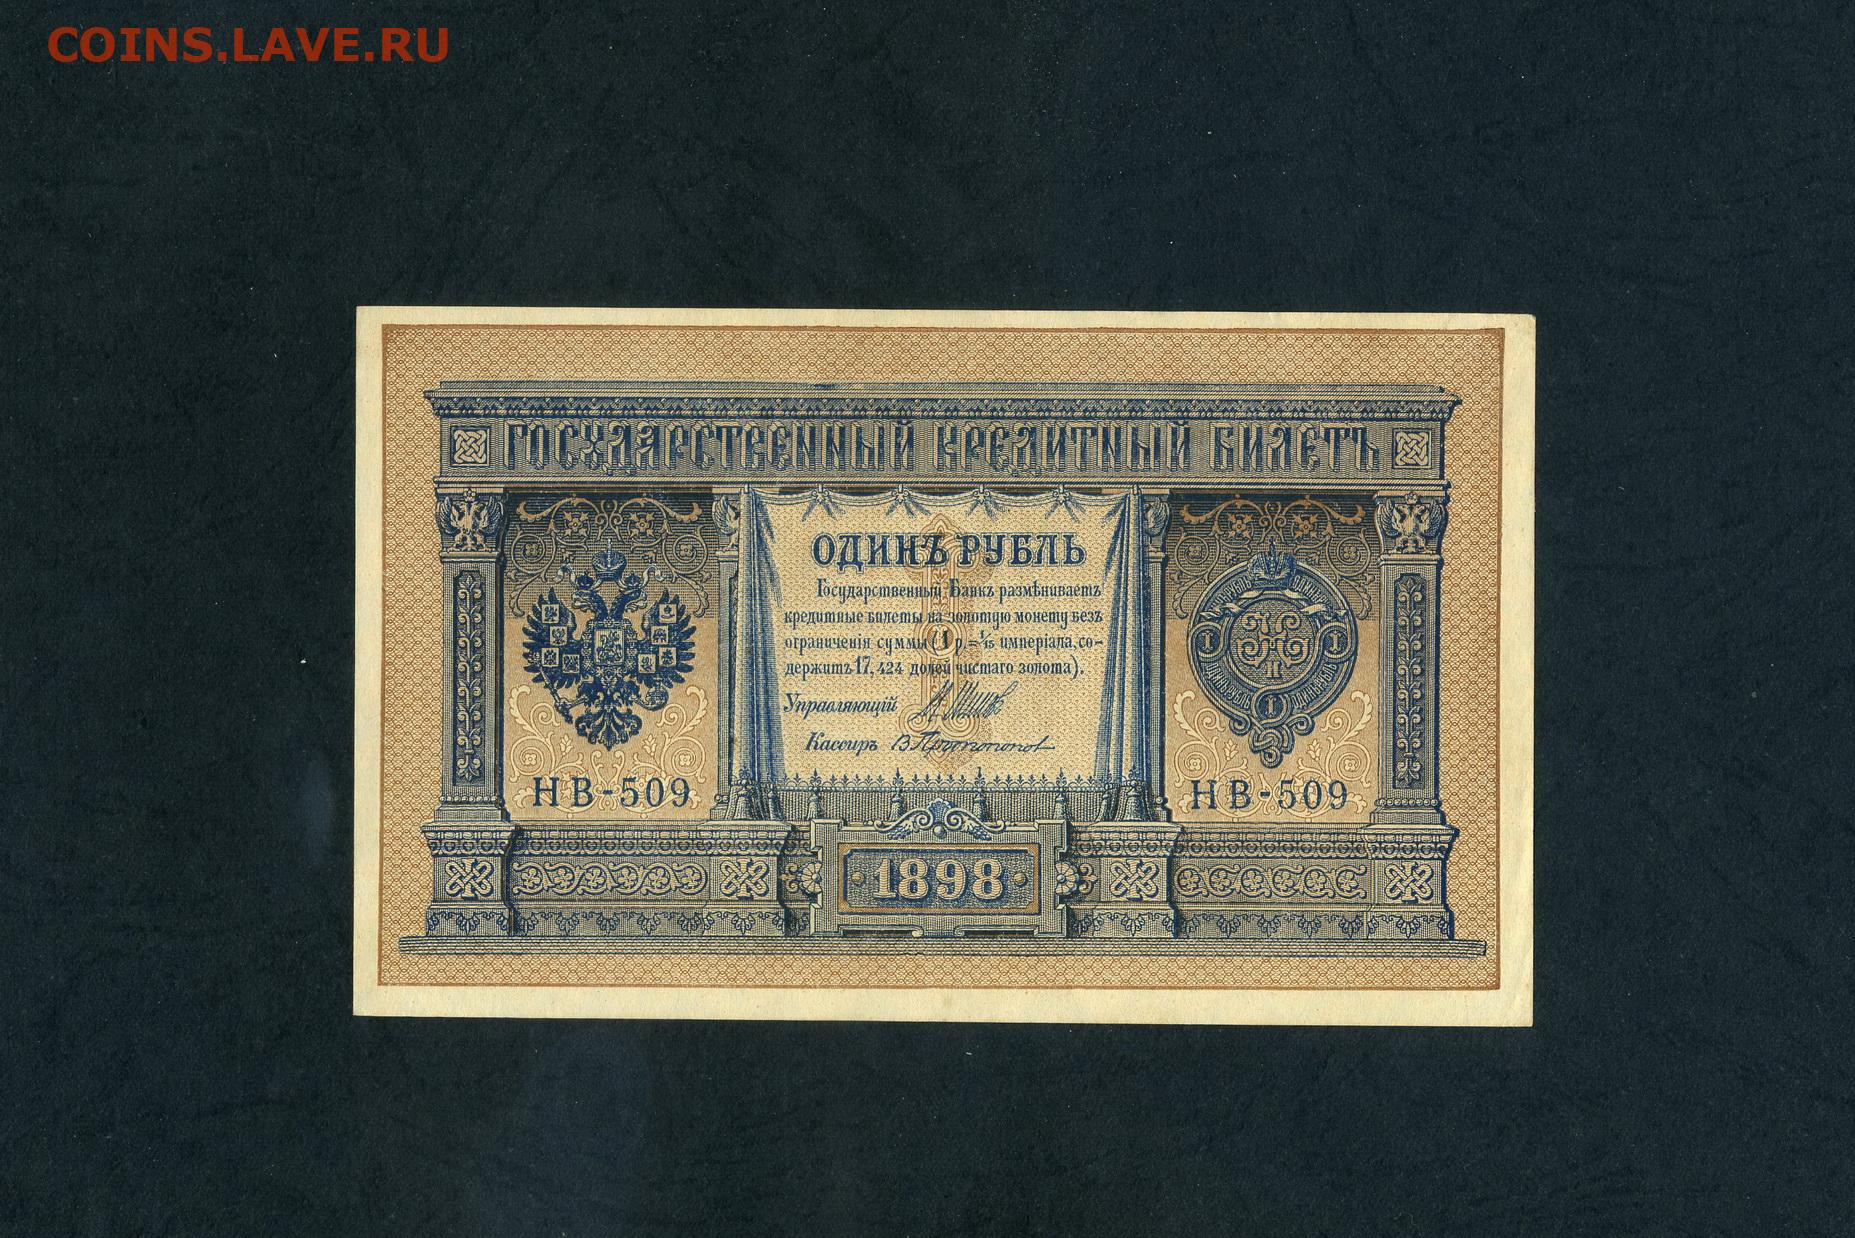 COINS.LAVE.RU
ГОСУДАРСТВЕННЫЙ КРЕДИТНЫЙ БИЛЕТЪ
ОДИНЪ РУБЛЬ
Государственный Банкъ размѣниваетъ
кредитные билеты на золотую монету безъ
ограниченія суммы (1 р.=1/15 имперіала, со-
держитъ 17,424 долей чистаго золота).
Управляющій
Кассиръ В Протопопов
НВ-509
НВ-509
1898